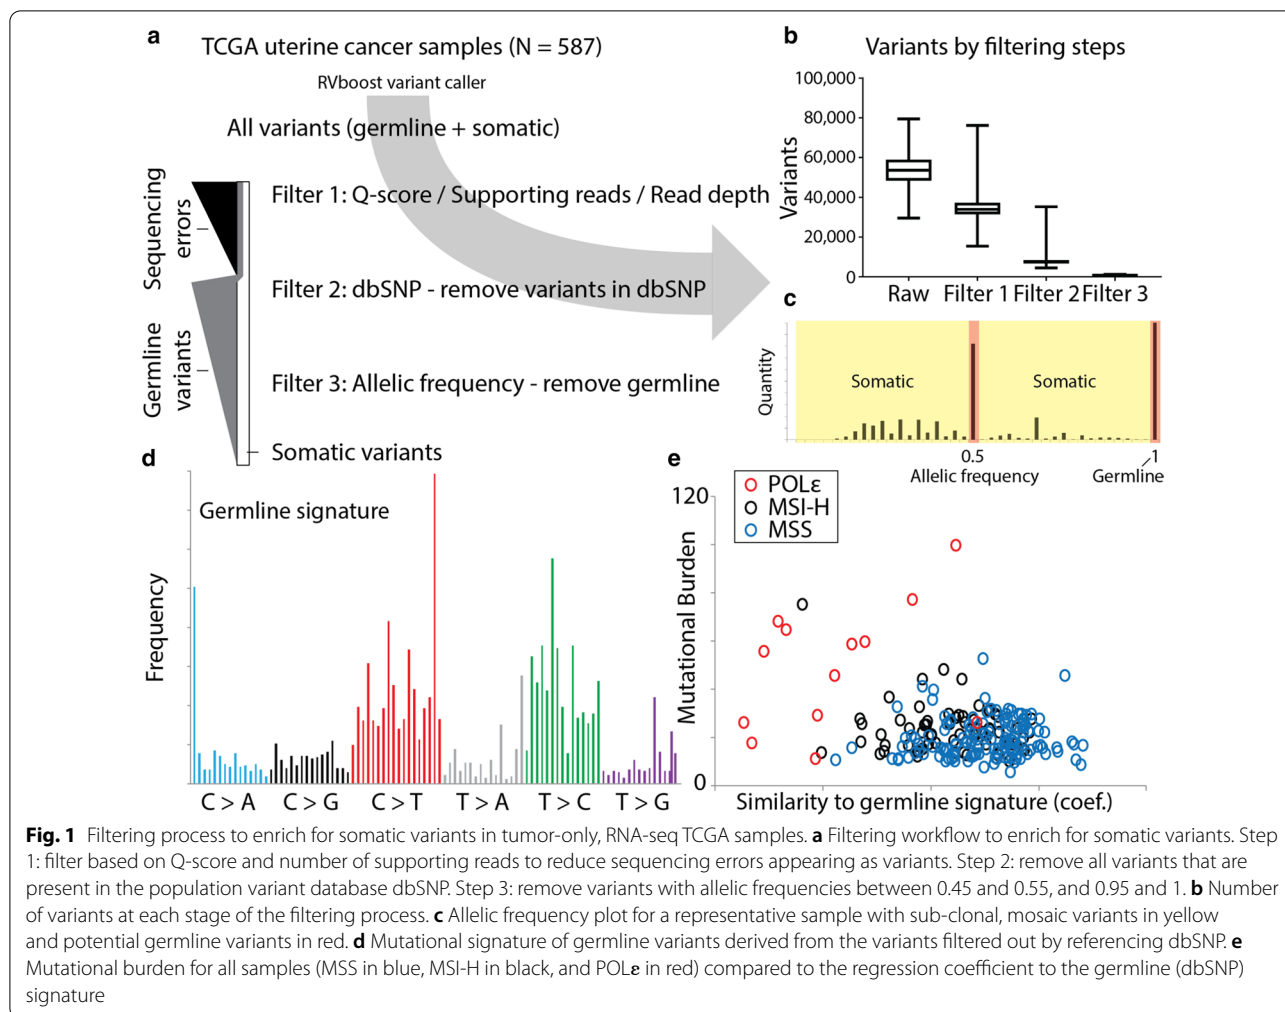 a
TCGA uterine cancer samples (N = 587)
RVboost variant caller
All variants (germline + somatic)
Sequencing
errors
Filter 1: Q-score / Supporting reads / Read depth
Filter 2: dbSNP - remove variants in dbSNP
Germline
variants
Filter 3: Allelic frequency - remove germline
Somatic variants
b
Variants by filtering steps
Variants
100,000
80,000
60,000
40,000
20,000
0
Raw Filter 1 Filter 2 Filter 3
c
Quantity
Somatic Somatic
0.5 1
Allelic frequency Germline
d
Germline signature
Frequency
C > A C > G C > T T > A T > C T > G
e
POLε
MSI-H
MSS
120
Mutational Burden
0
Similarity to germline signature (coef.)
Fig. 1 Filtering process to enrich for somatic variants in tumor-only, RNA-seq TCGA samples. a Filtering workflow to enrich for somatic variants. Step
1: filter based on Q-score and number of supporting reads to reduce sequencing errors appearing as variants. Step 2: remove all variants that are
present in the population variant database dbSNP. Step 3: remove variants with allelic frequencies between 0.45 and 0.55, and 0.95 and 1. b Number
of variants at each stage of the filtering process. c Allelic frequency plot for a representative sample with sub-clonal, mosaic variants in yellow
and potential germline variants in red. d Mutational signature of germline variants derived from the variants filtered out by referencing dbSNP. e
Mutational burden for all samples (MSS in blue, MSI-H in black, and POLε in red) compared to the regression coefficient to the germline (dbSNP)
signature